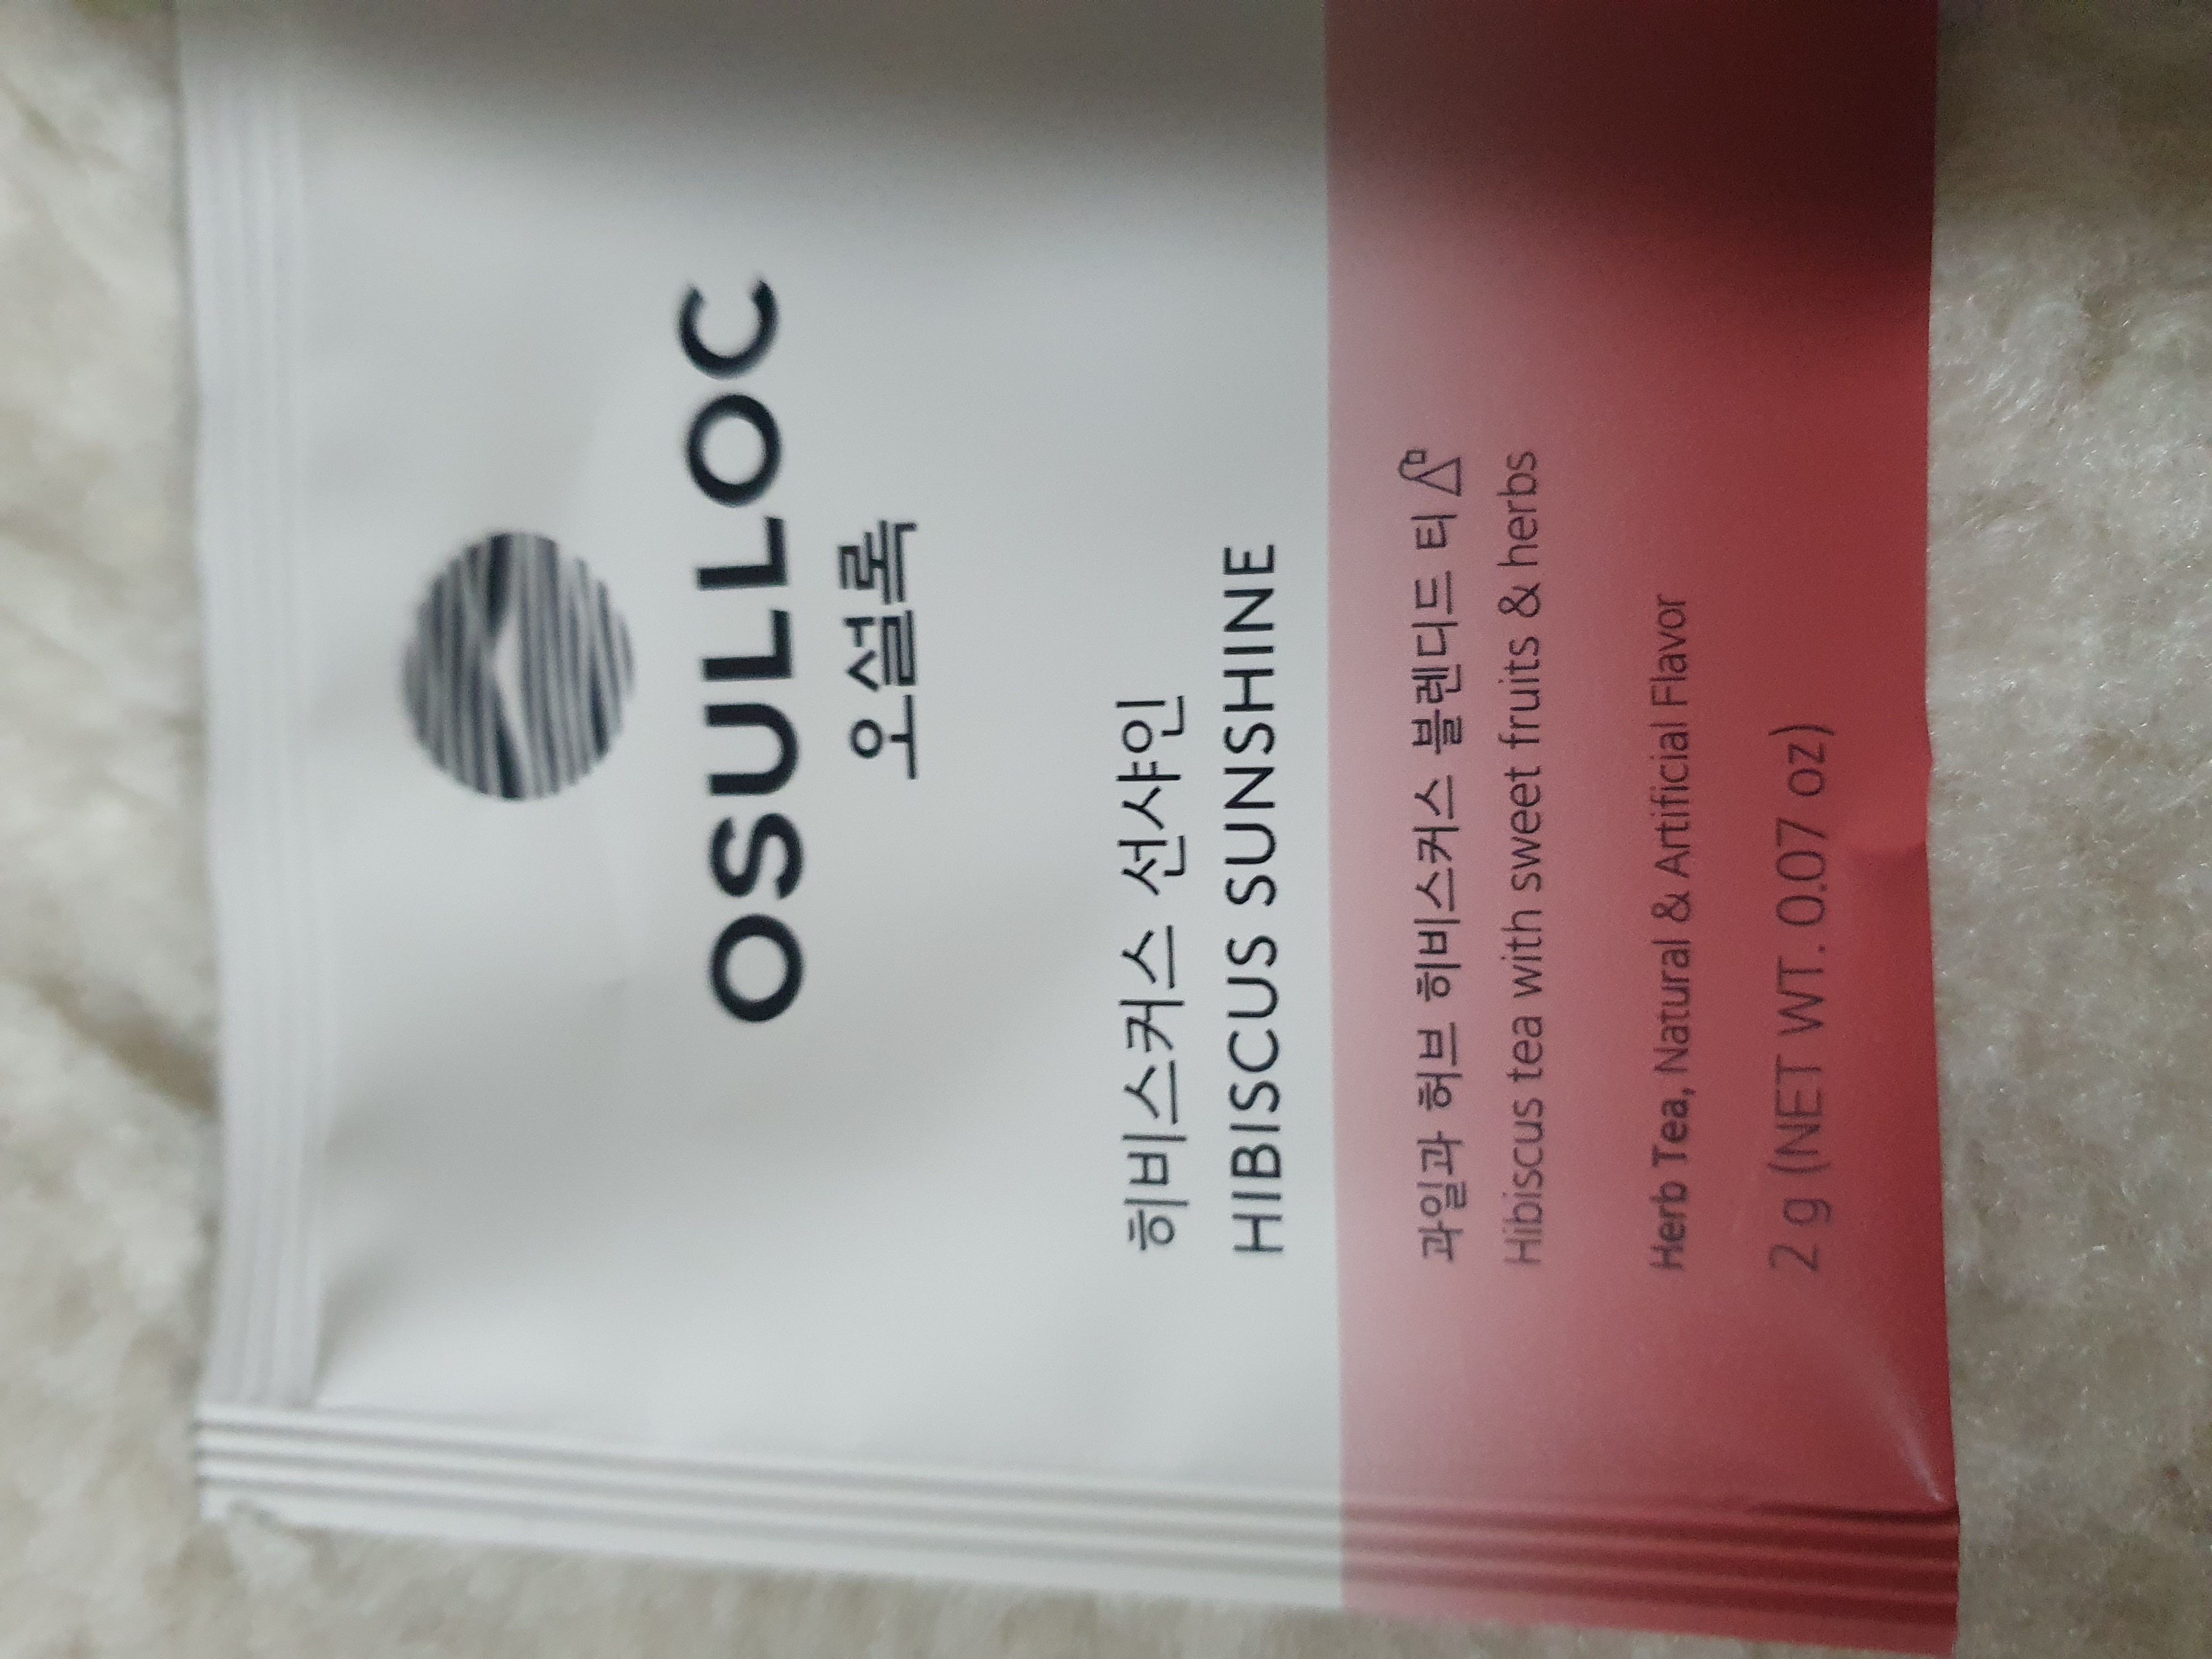 OSULLOC
오설록
히비스커스 선샤인
HIBISCUS SUNSHINE
과일과 허브 히비스커스 블렌디드 티
Hibiscus tea with sweet fruits & herbs
Herb Tea, Natural & Artificial Flavor
2 g (NET WT. 0.07 oz)